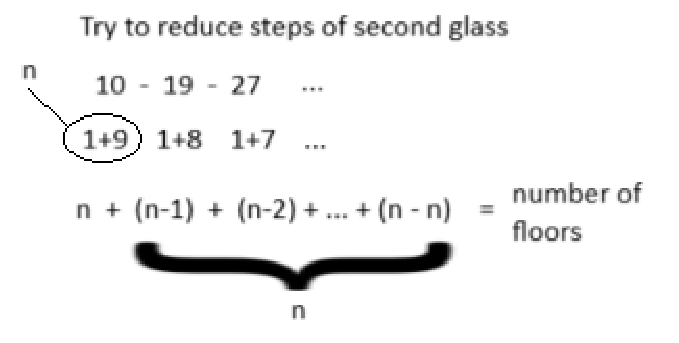 Try to reduce steps of second glass
n
10 - 19 - 27 ...
1+9 1+8 1+7 ...
n + (n-1) + (n-2) + ... + (n - n) = number of
floors
n